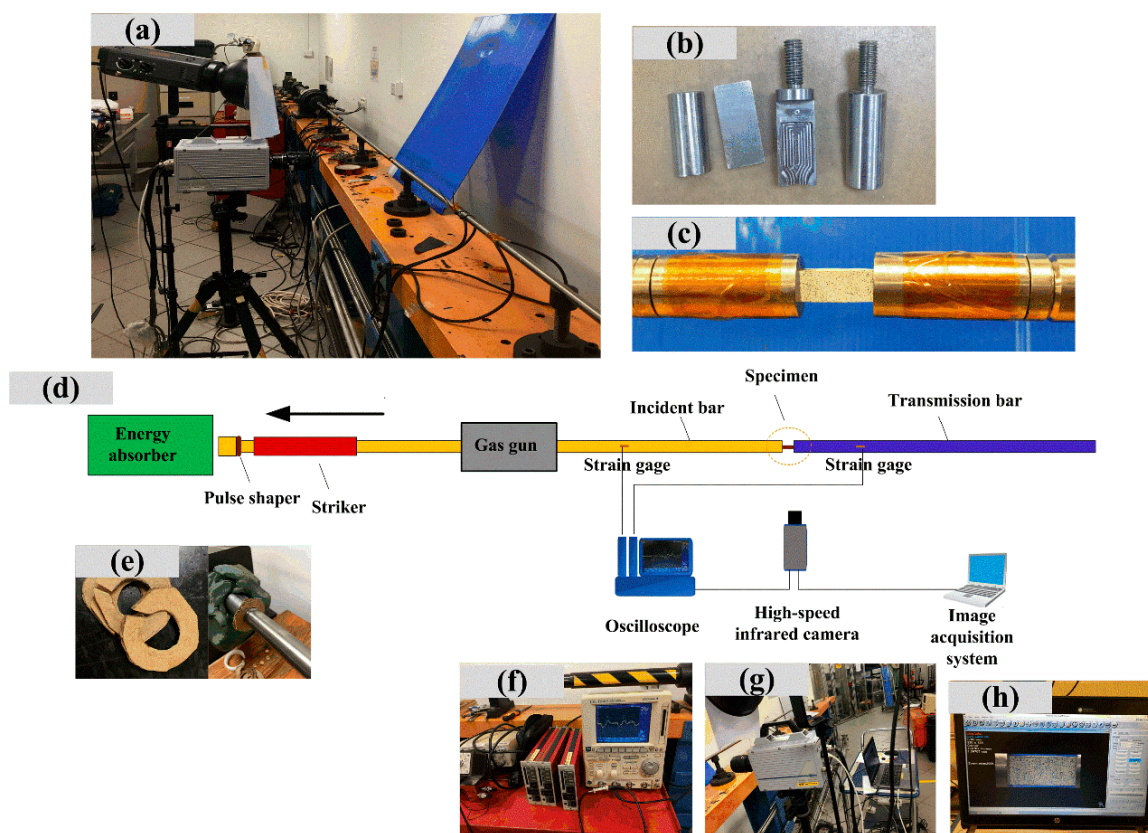 (a)
(b)
(c)
(d)
Energy
absorber
Pulse shaper
Striker
Gas gun
Incident bar
Strain gage
Specimen
Transmission bar
Strain gage
Oscilloscope
High-speed
infrared camera
Image
acquisition
system
(e)
(f)
(g)
(h)